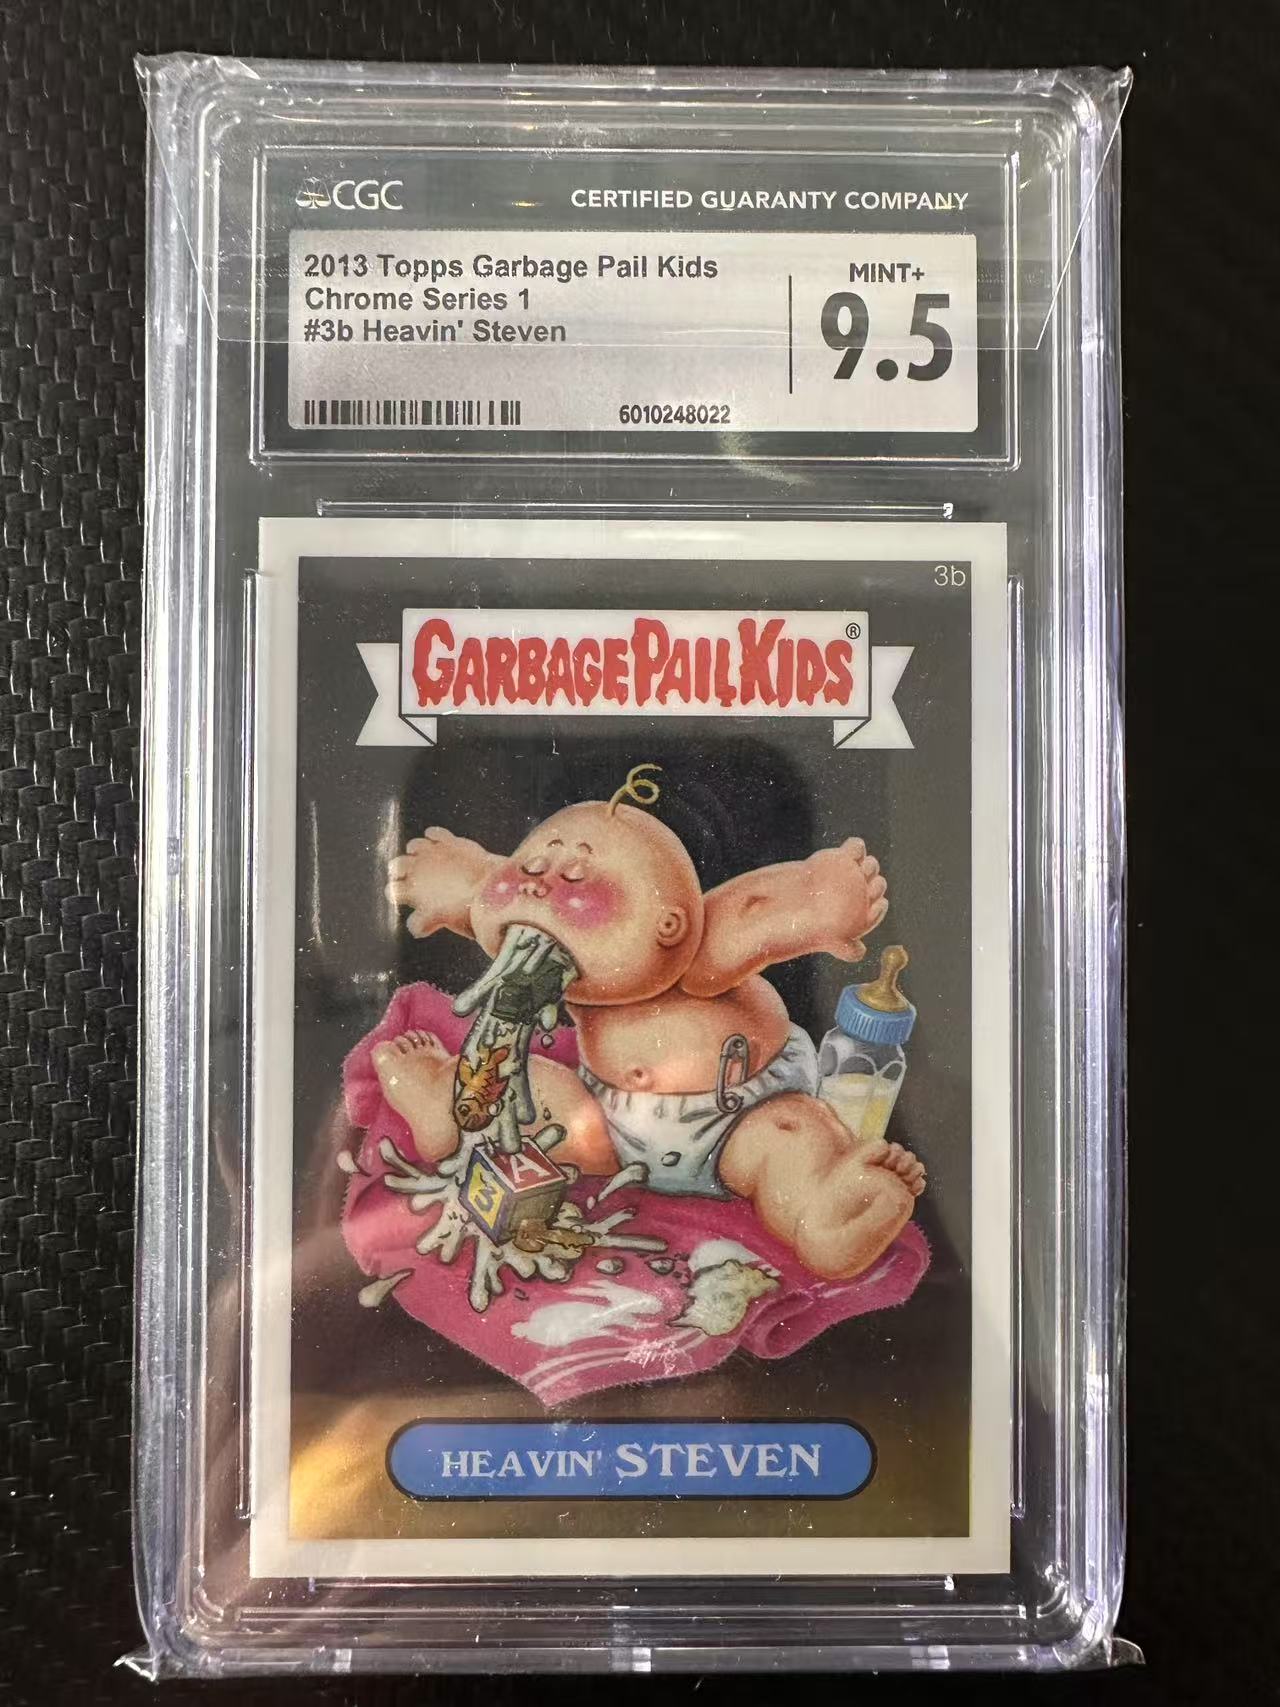 CGC CERTIFIED GUARANTY COMPANY
2013 Topps Garbage Pail Kids
Chrome Series 1
#3b Heavin' Steven
MINT+
9.5
6010248022
3b
GARBAGE PAIL KIDS®
3 A
HEAVIN' STEVEN